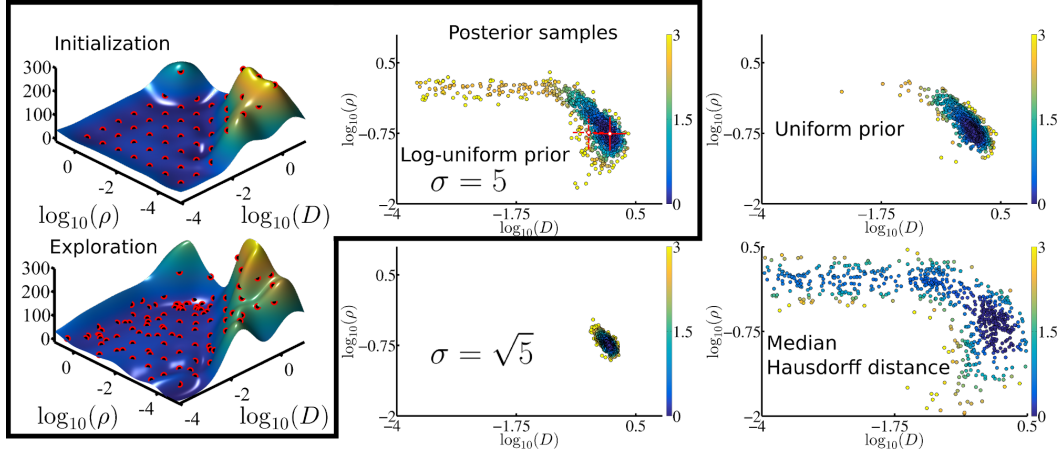 Initialization
300
200
100
0
0
-2
-4
-4
-2
0
log₁₀(ρ)
log₁₀(D)
Exploration
300
200
100
0
0
-2
-4
-4
-2
0
log₁₀(ρ)
log₁₀(D)
Posterior samples
log₁₀(ρ)
0.5
-0.75
-2
-4
-1.75
0.5
log₁₀(D)
Log-uniform prior
σ = 5
3
1.5
0
log₁₀(ρ)
0.5
-0.75
-2
-4
-1.75
0.5
log₁₀(D)
Uniform prior
3
1.5
0
log₁₀(ρ)
0.5
-0.75
-2
-4
-1.75
0.5
log₁₀(D)
σ = √5
3
1.5
0
log₁₀(ρ)
0.5
-0.75
-2
-4
-1.75
0.5
log₁₀(D)
Median
Hausdorff distance
3
1.5
0